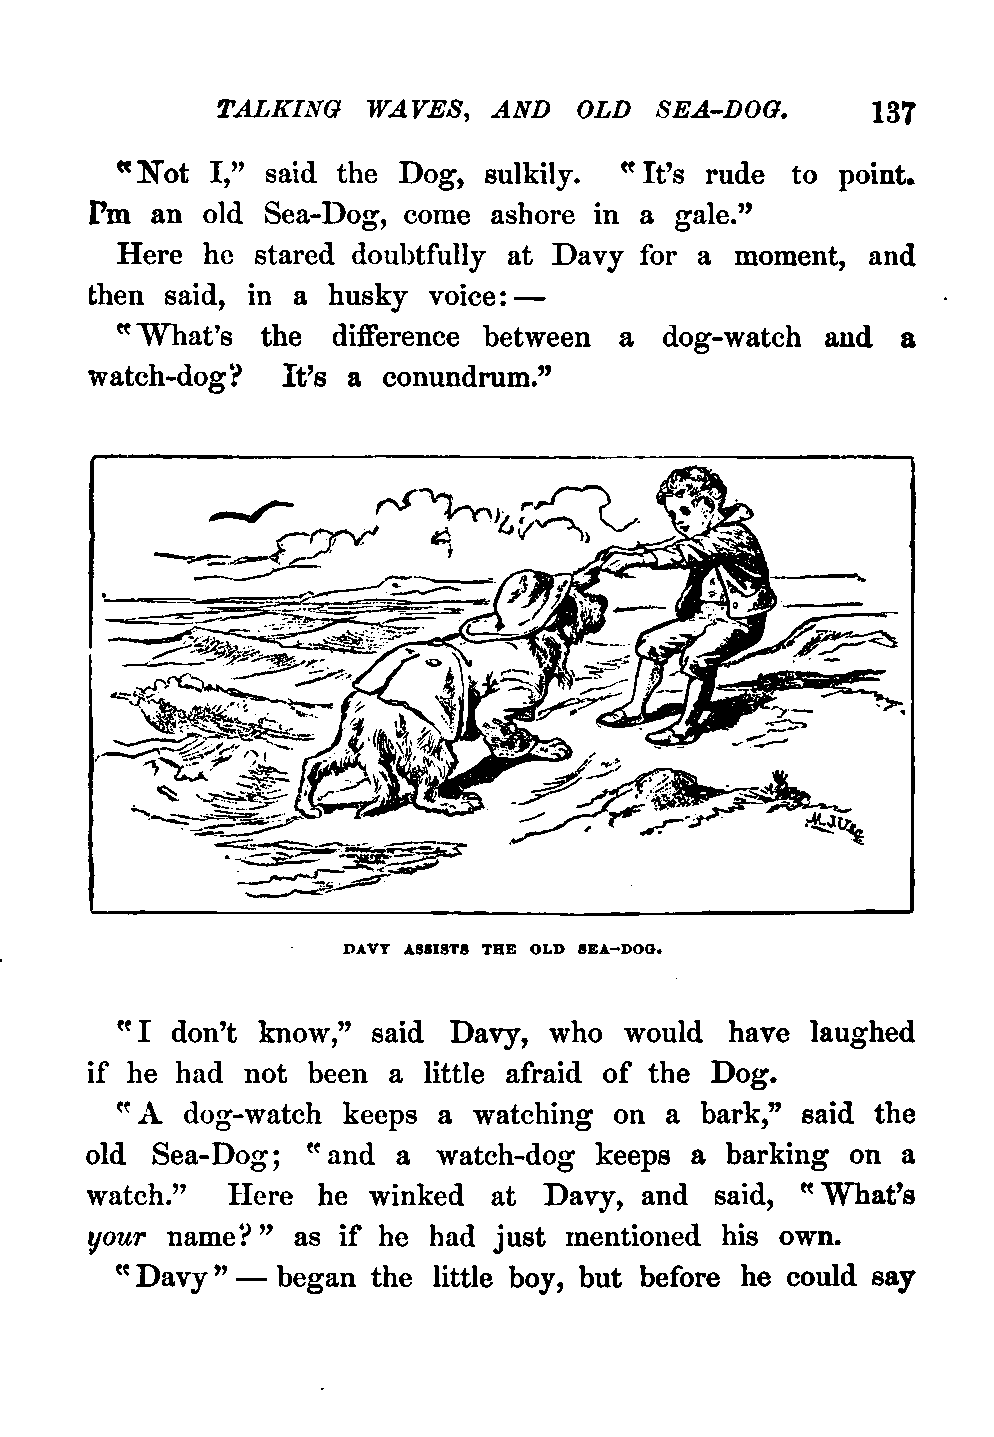 TALKING WAVES, AND OLD SEA-DOG. 137
“Not I,” said the Dog, sulkily. “It’s rude to point.
I’m an old Sea-Dog, come ashore in a gale.”
Here he stared doubtfully at Davy for a moment, and
then said, in a husky voice: —
“What’s the difference between a dog-watch and a
watch-dog? It’s a conundrum.”
DAVY ASSISTS THE OLD SEA-DOG.
“I don’t know,” said Davy, who would have laughed
if he had not been a little afraid of the Dog.
“A dog-watch keeps a watching on a bark,” said the
old Sea-Dog; “and a watch-dog keeps a barking on a
watch.” Here he winked at Davy, and said, “What’s
your name?” as if he had just mentioned his own.
“Davy” — began the little boy, but before he could say